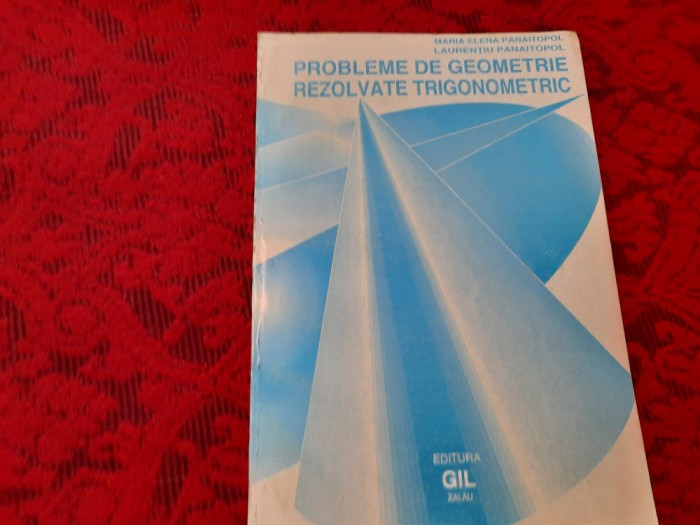 MARIA ELENA PANAITOPOL
LAURENȚIU PANAITOPOL
PROBLEME DE GEOMETRIE
REZOLVATE TRIGONOMETRIC
EDITURA
GIL
ZALĂU